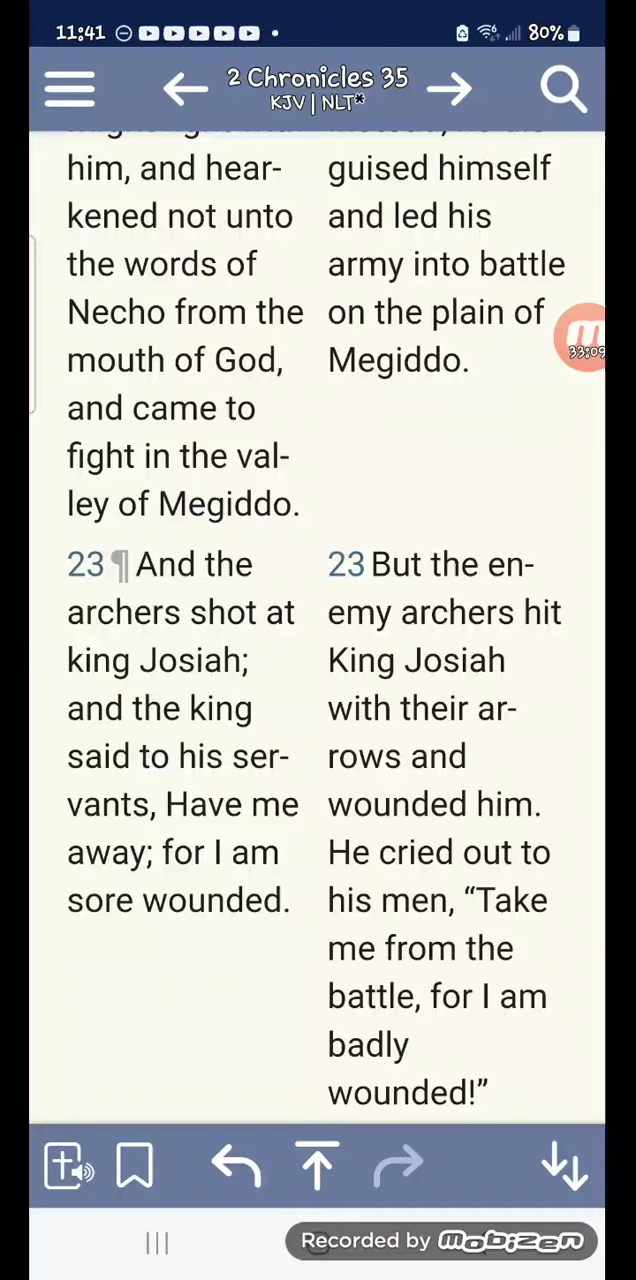 11:41
80%
2 Chronicles 35
KJV | NLT*
him, and hear-
kened not unto
the words of
Necho from the
mouth of God,
and came to
fight in the val-
ley of Megiddo.
23 ¶ And the
archers shot at
king Josiah;
and the king
said to his ser-
vants, Have me
away; for I am
sore wounded.
guised himself
and led his
army into battle
on the plain of
Megiddo.
23 But the en-
emy archers hit
King Josiah
with their ar-
rows and
wounded him.
He cried out to
his men, “Take
me from the
battle, for I am
badly
wounded!”
33:09
Recorded by mobizen